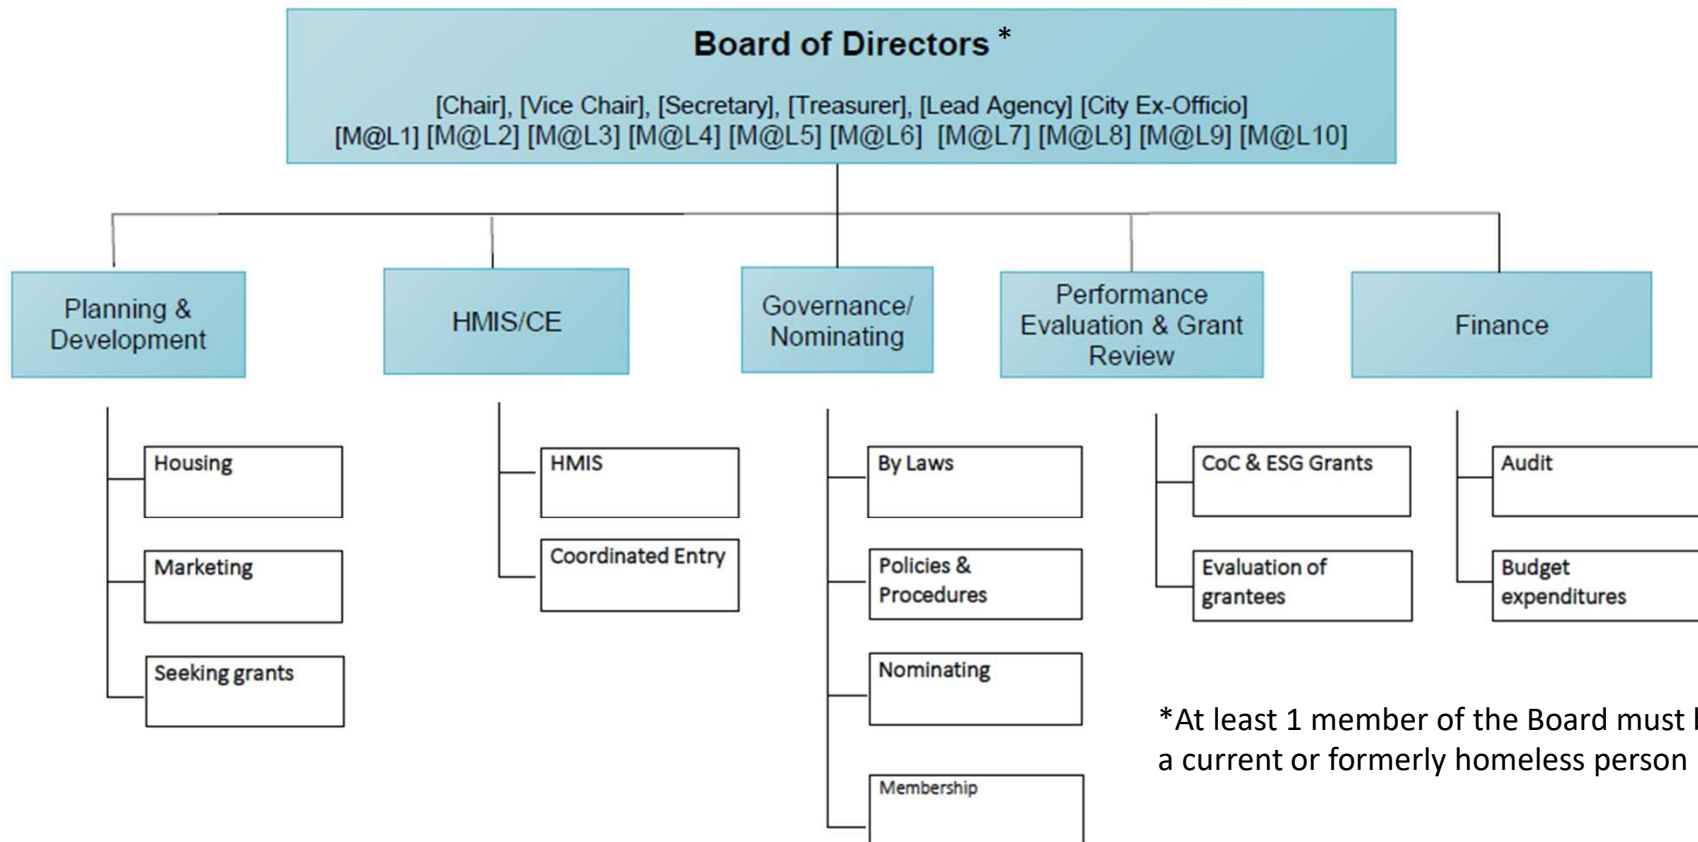 Board of Directors *
[Chair], [Vice Chair], [Secretary], [Treasurer], [Lead Agency] [City Ex-Officio]
[M@L1] [M@L2] [M@L3] [M@L4] [M@L5] [M@L6] [M@L7] [M@L8] [M@L9] [M@L10]
Planning &
Development
HMIS/CE
Governance/
Nominating
Performance
Evaluation & Grant
Review
Finance
Housing
Marketing
Seeking grants
HMIS
Coordinated Entry
By Laws
Policies &
Procedures
Nominating
Membership
CoC & ESG Grants
Evaluation of
grantees
Audit
Budget
expenditures
*At least 1 member of the Board must
a current or formerly homeless person